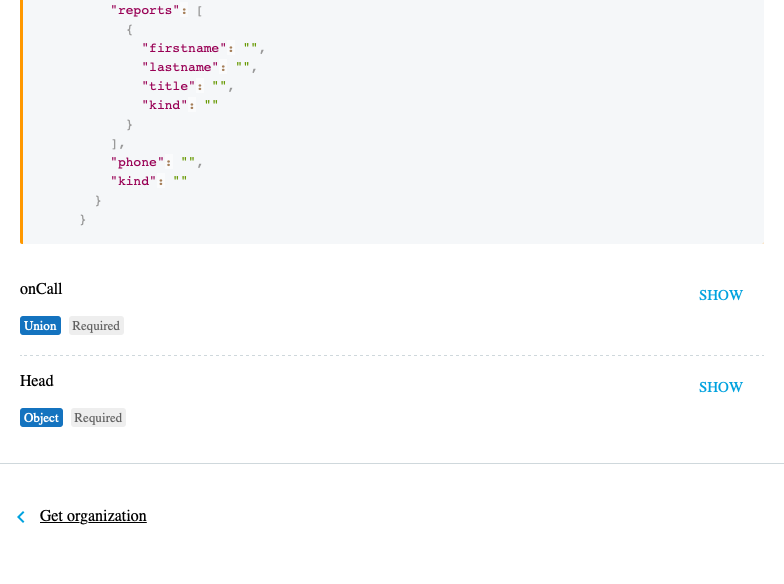 "reports": [
{
"firstname": "",
"lastname": "",
"title": "",
"kind": ""
}
],
"phone": "",
"kind": ""
}
}
onCall
SHOW
Union Required
Head
SHOW
Object Required
Get organization